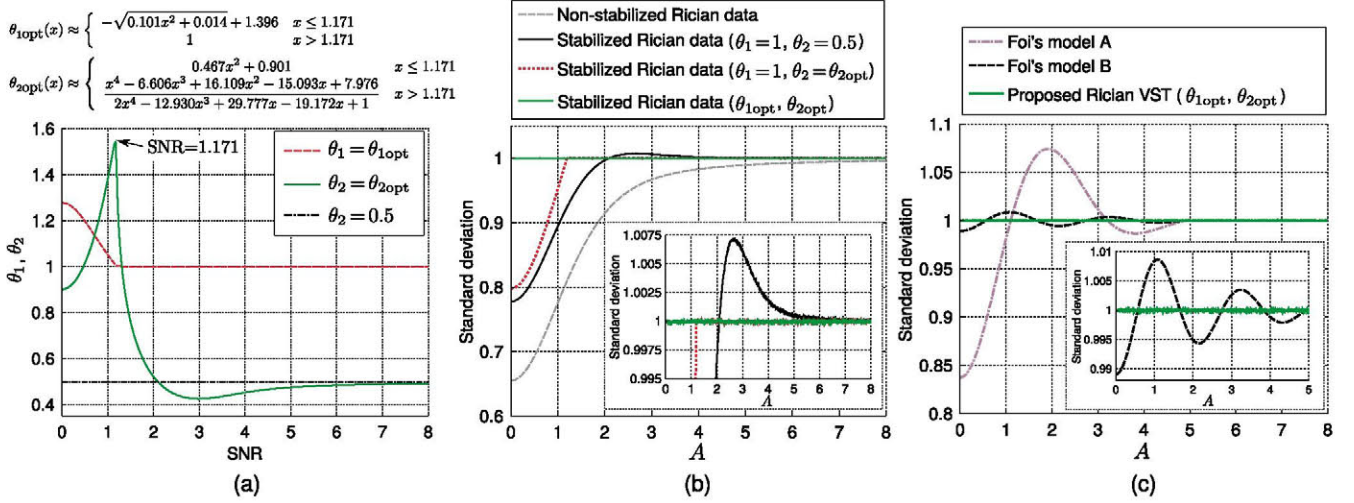 θ1opt(x) ≈ { −√(0.101x² + 0.014) + 1.396 x ≤ 1.171
1 x > 1.171
θ2opt(x) ≈ { 0.467x² + 0.901 x ≤ 1.171
x⁴ − 6.606x³ + 16.109x² − 15.093x + 7.976
2x⁴ − 12.930x³ + 29.777x − 19.172x + 1
x > 1.171
1.6
1.4
1.2
1
0.8
0.6
0.4
θ1, θ2
SNR=1.171
θ1 = θ1opt
θ2 = θ2opt
θ2 = 0.5
0 1 2 3 4 5 6 7 8
SNR
(a)
Non-stabilized Rician data
Stabilized Rician data (θ1 = 1, θ2 = 0.5)
Stabilized Rician data (θ1 = 1, θ2 = θ2opt)
Stabilized Rician data (θ1opt, θ2opt)
1
0.9
0.8
0.7
0.6
Standard deviation
1.0075
1.005
1.0025
1
0.9975
0.995
Standard deviation
0 1 2 3 4 5 6 7 8
A
0 1 2 3 4 5 6 7 8
A
(b)
Foi's model A
Foi's model B
Proposed Rician VST (θ1opt, θ2opt)
1.1
1.05
1
0.95
0.9
0.85
0.8
Standard deviation
1.01
1.005
1
0.995
0.99
Standard deviation
0 1 2 3 4 5
A
0 1 2 3 4 5 6 7 8
A
(c)